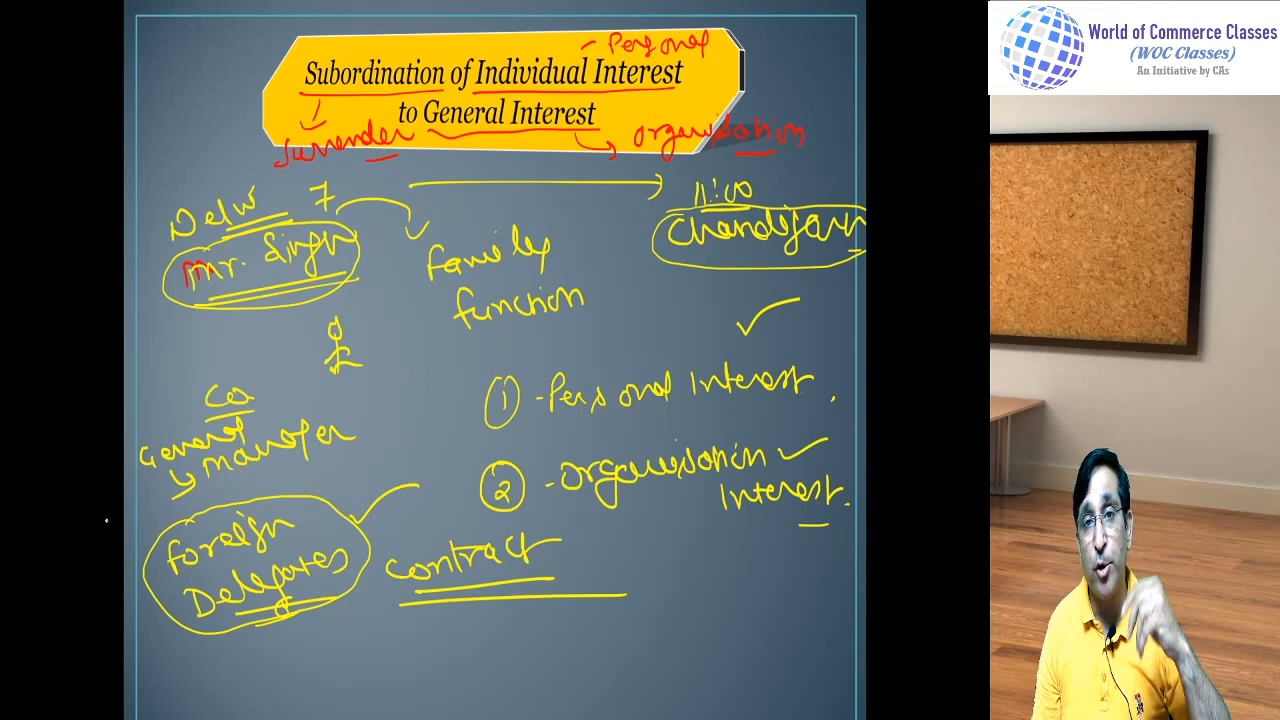 World of Commerce Classes
(WOC Classes)
An Initiative by CAs
- Personal
Subordination of Individual Interest
to General Interest
Surrender
Organisation
Delhi 7
11:00
Mr. Singh
Chandigarh
family
function
① - Personal Interest.
Co
General
Manager
② - Organisation
Interest.
Foreign
Delegates
Contract